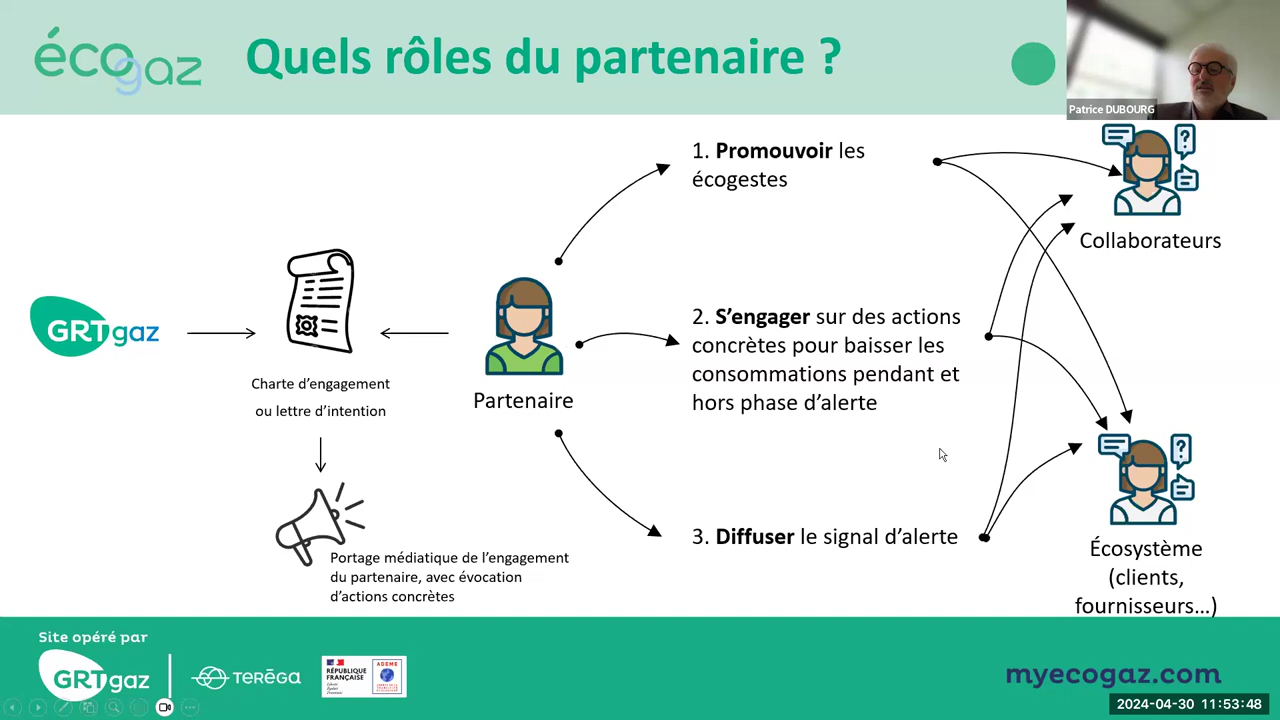 écogaz
Quels rôles du partenaire ?
Patrice DUBOURG
1. Promouvoir les
écogestes
Collaborateurs
GRTgaz
Charte d’engagement
ou lettre d’intention
Partenaire
2. S’engager sur des actions
concrètes pour baisser les
consommations pendant et
hors phase d’alerte
3. Diffuser le signal d’alerte
Portage médiatique de l’engagement
du partenaire, avec évocation
d’actions concrètes
Écosystème
(clients,
fournisseurs…)
Site opéré par
GRTgaz
TERĒGA
RÉPUBLIQUE
FRANÇAISE
ADEME
myecogaz.com
2024-04-30 11:53:48